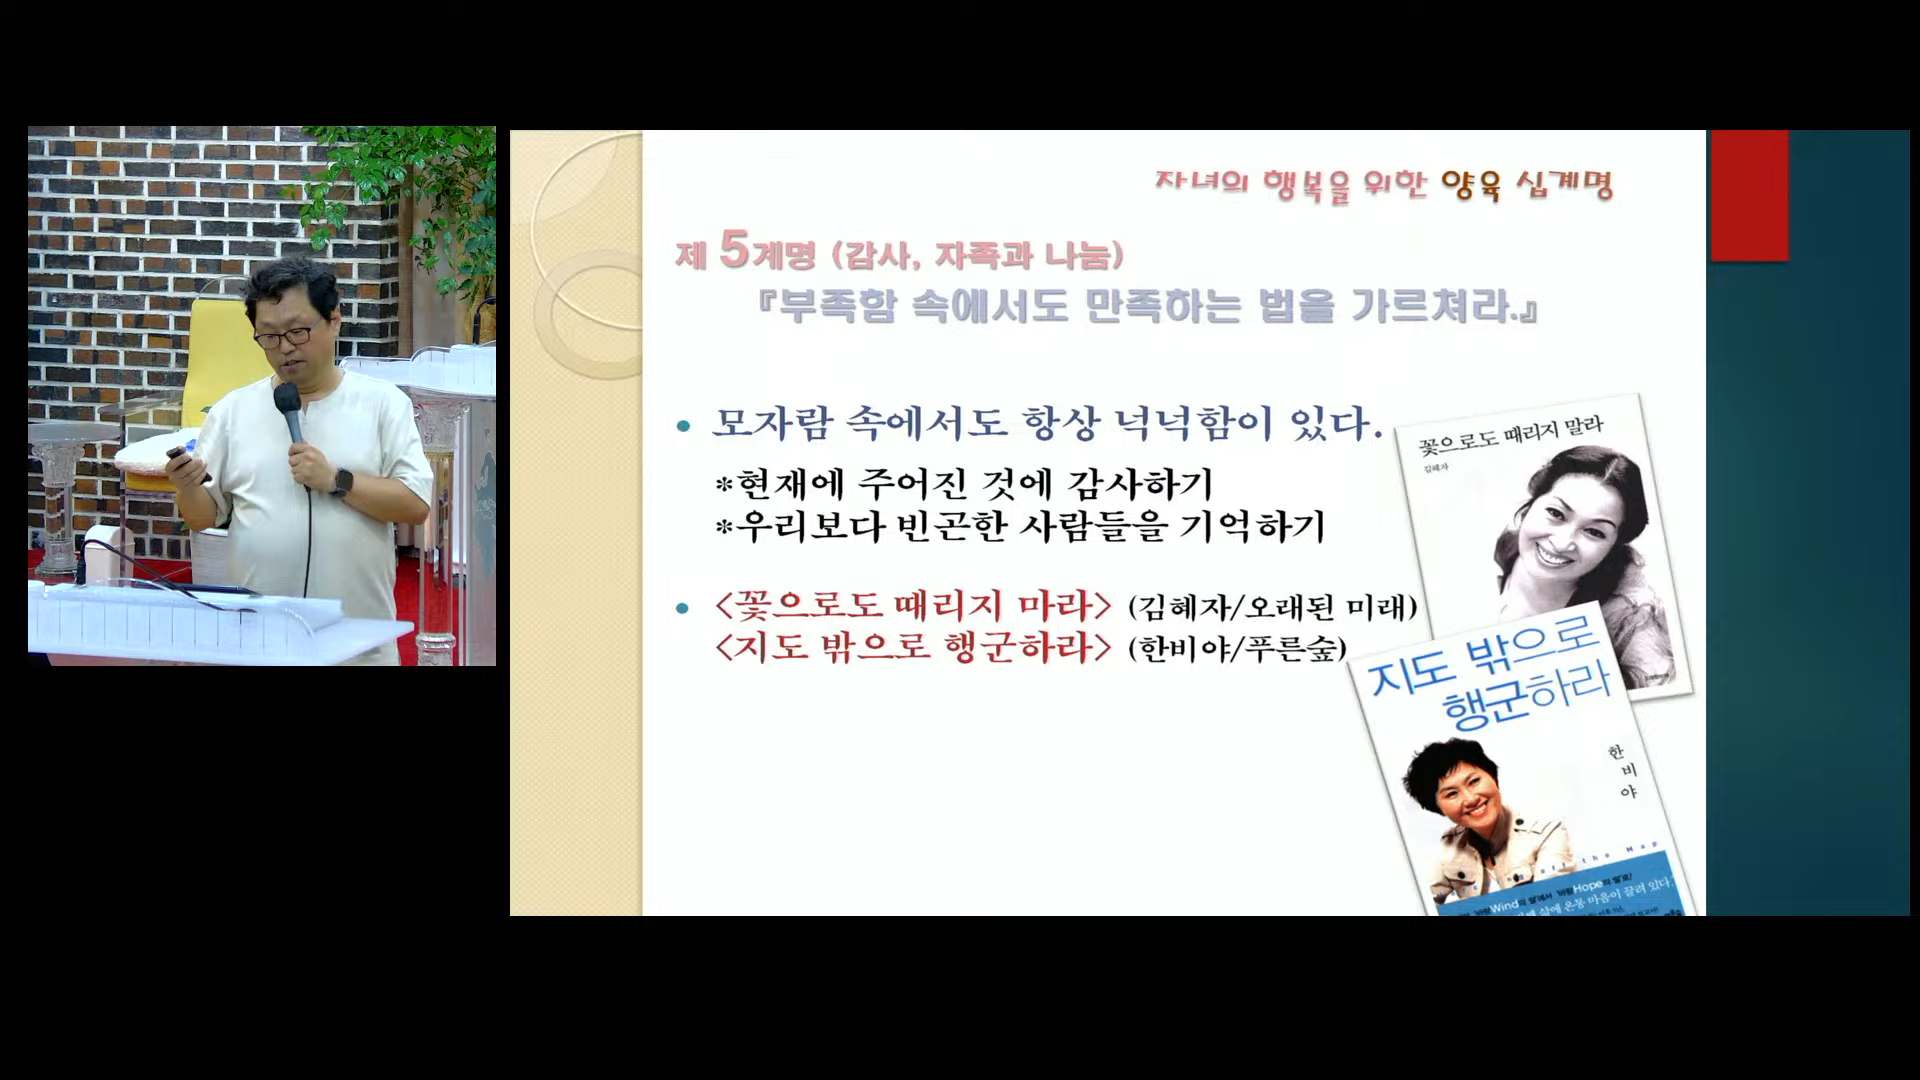 자녀의 행복을 위한 양육 십계명
제 5계명 (감사, 자족과 나눔)
『부족함 속에서도 만족하는 법을 가르쳐라.』
• 모자람 속에서도 항상 넉넉함이 있다.
*현재에 주어진 것에 감사하기
*우리보다 빈곤한 사람들을 기억하기
• <꽃으로도 때리지 마라> (김혜자/오래된 미래)
<지도 밖으로 행군하라> (한비야/푸른숲)
꽃으로도 때리지 말라
김혜자
지도 밖으로
행군하라
한비야
off the Map